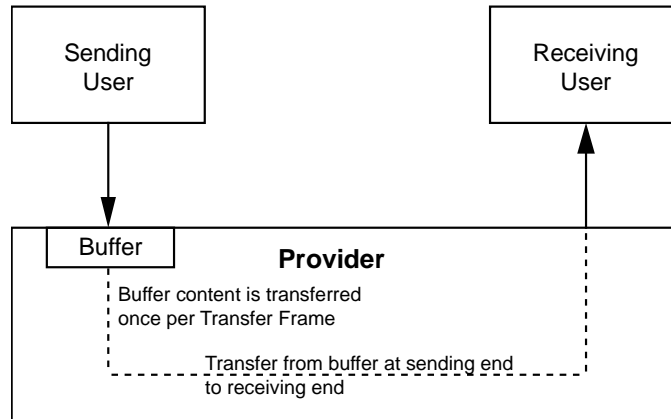 Sending
User
Receiving
User
Buffer
Provider
Buffer content is transferred
once per Transfer Frame
Transfer from buffer at sending end
to receiving end